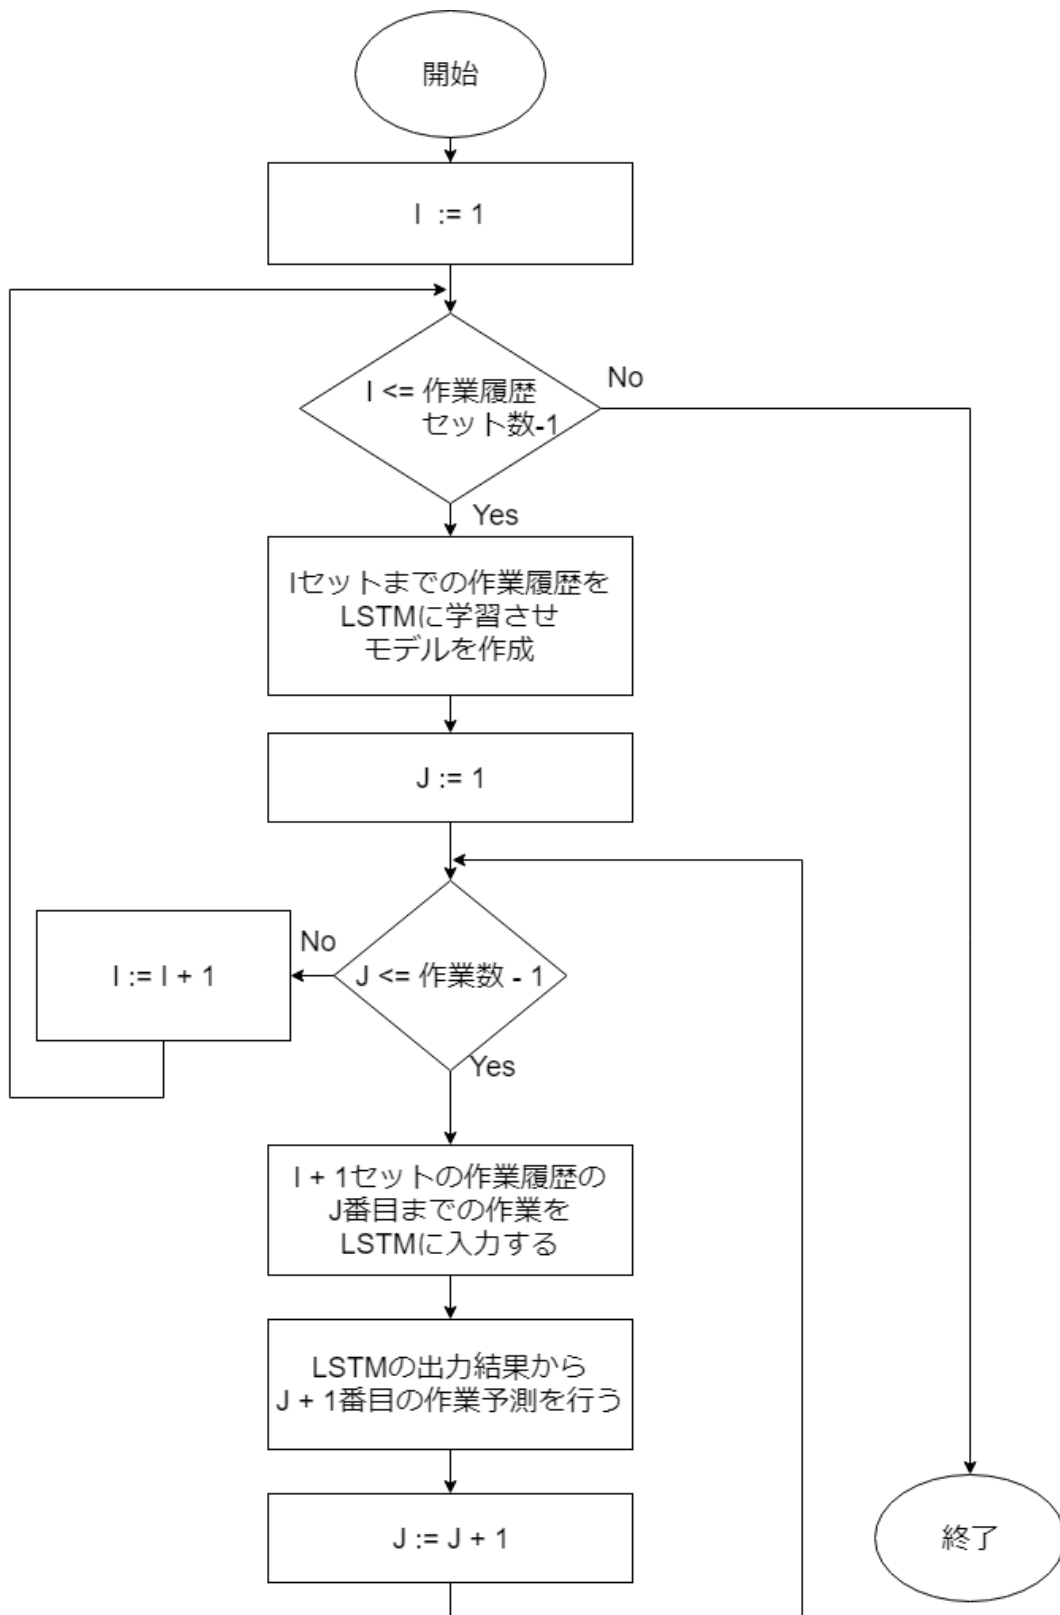 開始
I := 1
I <= 作業履歴
セット数-1
No
Yes
Iセットまでの作業履歴を
LSTMに学習させ
モデルを作成
J := 1
No
I := I + 1
J <= 作業数 - 1
Yes
I + 1セットの作業履歴の
J番目までの作業を
LSTMに入力する
LSTMの出力結果から
J + 1番目の作業予測を行う
J := J + 1
終了